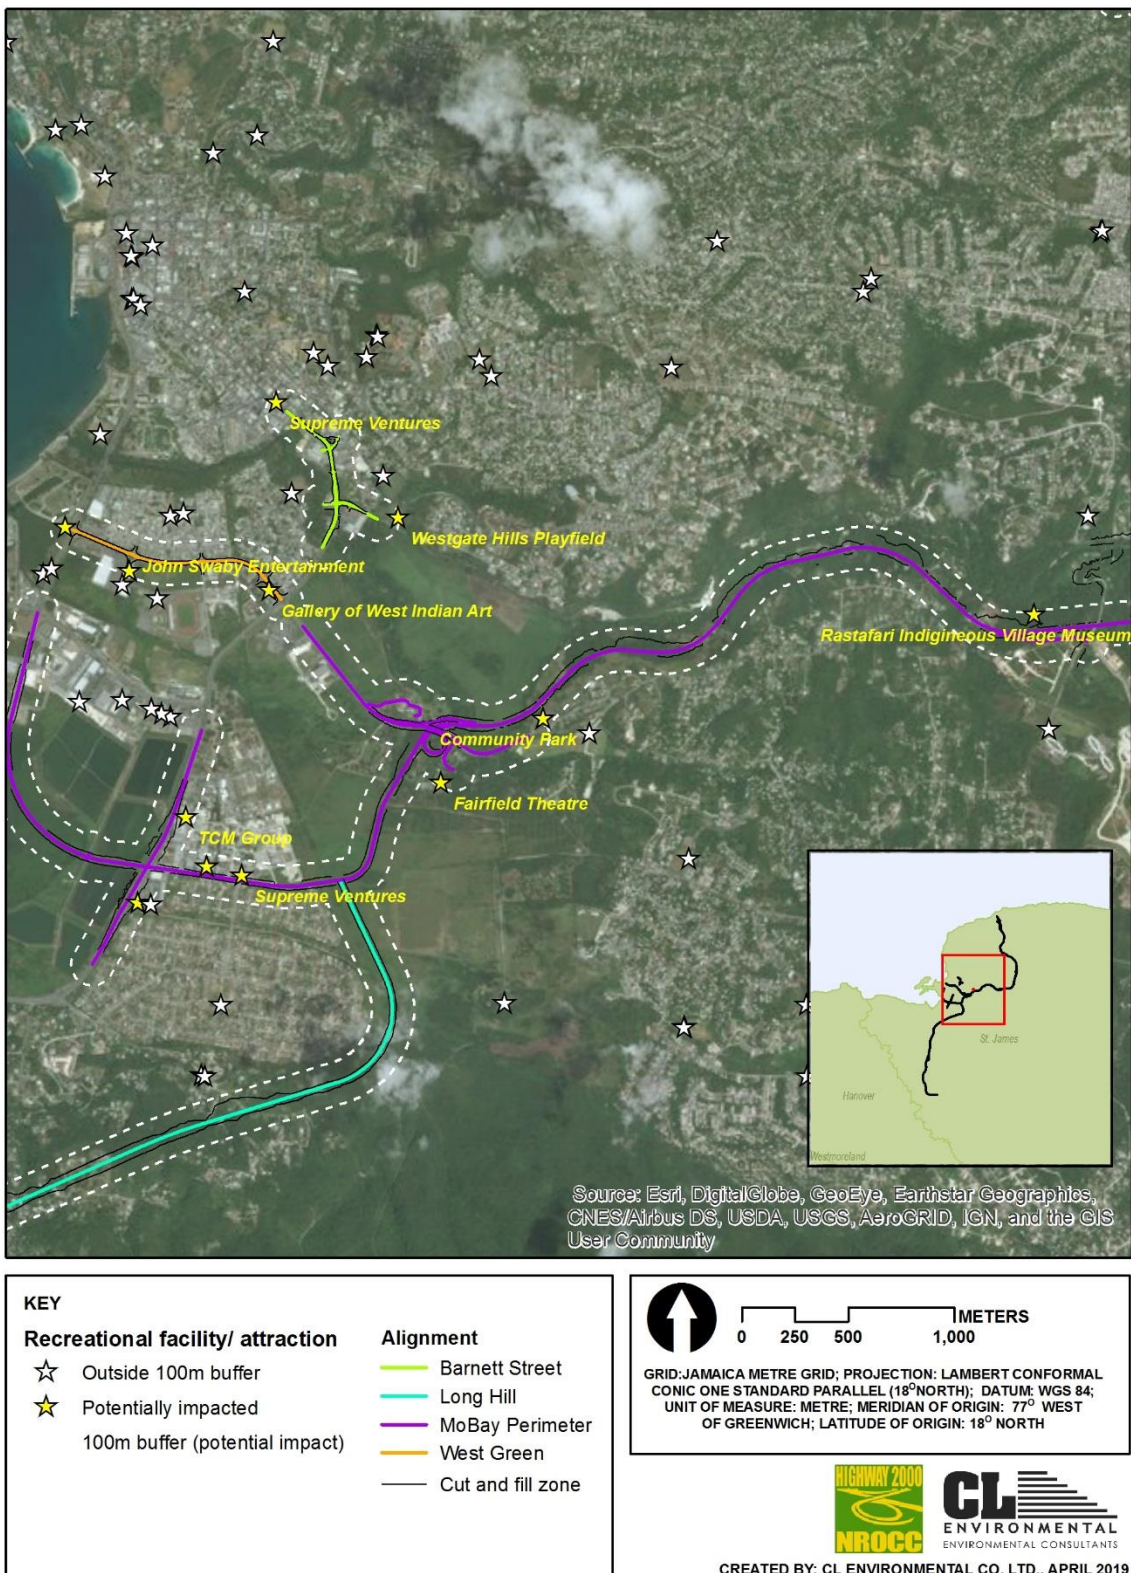 Supreme Ventures
Westgate Hills Playfield
John Swaby Entertainment
Gallery of West Indian Art
Rastafari Indigineous Village Museum
Community Park
Fairfield Theatre
TCM Group
Supreme Ventures
St. James
Hanover
Westmoreland
Source: Esri, DigitalGlobe, GeoEye, Earthstar Geographics,
CNES/Airbus DS, USDA, USGS, AeroGRID, IGN, and the GIS
User Community
KEY
Recreational facility/ attraction
Outside 100m buffer
Potentially impacted
100m buffer (potential impact)
Alignment
Barnett Street
Long Hill
MoBay Perimeter
West Green
Cut and fill zone
METERS
0 250 500 1,000
GRID:JAMAICA METRE GRID; PROJECTION: LAMBERT CONFORMAL
CONIC ONE STANDARD PARALLEL (18ᴼNORTH); DATUM: WGS 84;
UNIT OF MEASURE: METRE; MERIDIAN OF ORIGIN: 77ᴼ WEST
OF GREENWICH; LATITUDE OF ORIGIN: 18ᴼ NORTH
HIGHWAY 2000
NROCC
CL
ENVIRONMENTAL
ENVIRONMENTAL CONSULTANTS
CREATED BY: CL ENVIRONMENTAL CO. LTD., APRIL 2019